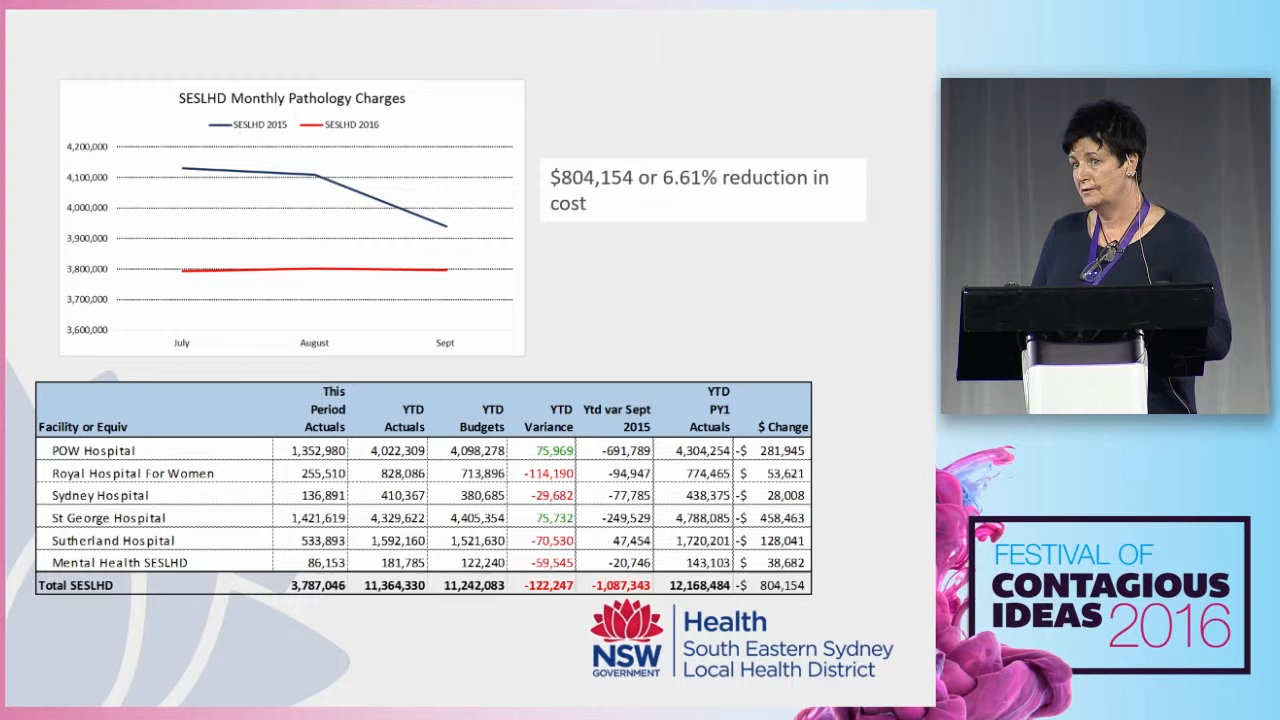 SESLHD Monthly Pathology Charges
SESLHD 2015 SESLHD 2016
4,200,000
4,100,000
4,000,000
3,900,000
3,800,000
3,700,000
3,600,000
July August Sept
$804,154 or 6.61% reduction in
cost
This YTD
Period YTD YTD YTD Ytd var Sept PY1
Facility or Equiv Actuals Actuals Budgets Variance 2015 Actuals $ Change
POW Hospital 1,352,980 4,022,309 4,098,278 75,969 -691,789 4,304,254 -$ 281,945
Royal Hospital For Women 255,510 828,086 713,896 -114,190 -94,947 774,465 $ 53,621
Sydney Hospital 136,891 410,367 380,685 -29,682 -77,785 438,375 -$ 28,008
St George Hospital 1,421,619 4,329,622 4,405,354 75,732 -249,529 4,788,085 -$ 458,463
Sutherland Hospital 533,893 1,592,160 1,521,630 -70,530 47,454 1,720,201 -$ 128,041
Mental Health SESLHD 86,153 181,785 122,240 -59,545 -20,746 143,103 $ 38,682
Total SESLHD 3,787,046 11,364,330 11,242,083 -122,247 -1,087,343 12,168,484 -$ 804,154
NSW
GOVERNMENT
Health
South Eastern Sydney
Local Health District
FESTIVAL OF
CONTAGIOUS
IDEAS 2016